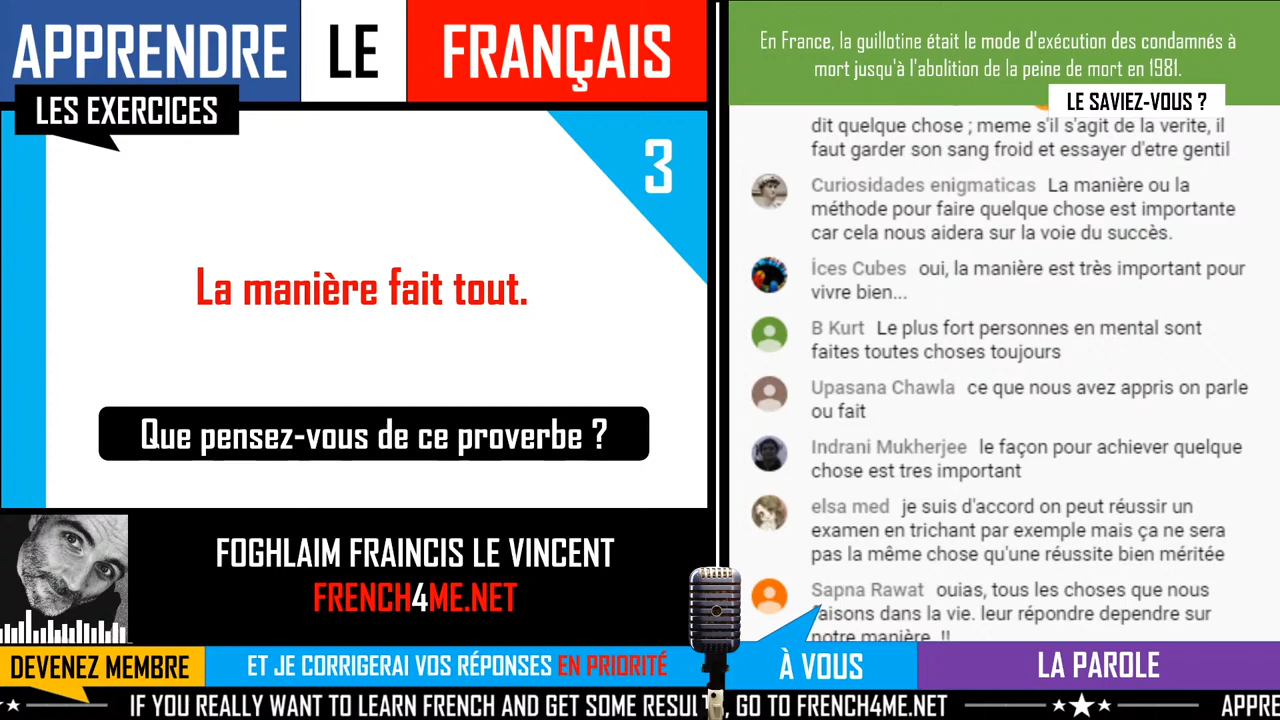 APPRENDRE LE FRANÇAIS
LES EXERCICES
3
La manière fait tout.
Que pensez-vous de ce proverbe ?
FOGHLAIM FRAINCIS LE VINCENT
FRENCH4ME.NET
DEVENEZ MEMBRE
ET JE CORRIGERAI VOS RÉPONSES EN PRIORITÉ
En France, la guillotine était le mode d'exécution des condamnés à
mort jusqu'à l'abolition de la peine de mort en 1981.
LE SAVIEZ-VOUS ?
dit quelque chose ; meme s'il s'agit de la verite, il
faut garder son sang froid et essayer d'etre gentil
Curiosidades enigmaticas La manière ou la
méthode pour faire quelque chose est importante
car cela nous aidera sur la voie du succès.
İces Cubes oui, la manière est très important pour
vivre bien...
B Kurt Le plus fort personnes en mental sont
faites toutes choses toujours
Upasana Chawla ce que nous avez appris on parle
ou fait
Indrani Mukherjee le façon pour achiever quelque
chose est tres important
elsa med je suis d'accord on peut réussir un
examen en trichant par exemple mais ça ne sera
pas la même chose qu'une réussite bien méritée
Sapna Rawat ouias, tous les choses que nous
faisons dans la vie. leur répondre dependre sur
notre manière. !!
À VOUS
LA PAROLE
IF YOU REALLY WANT TO LEARN FRENCH AND GET SOME RESULTS, GO TO FRENCH4ME.NET
APPRE